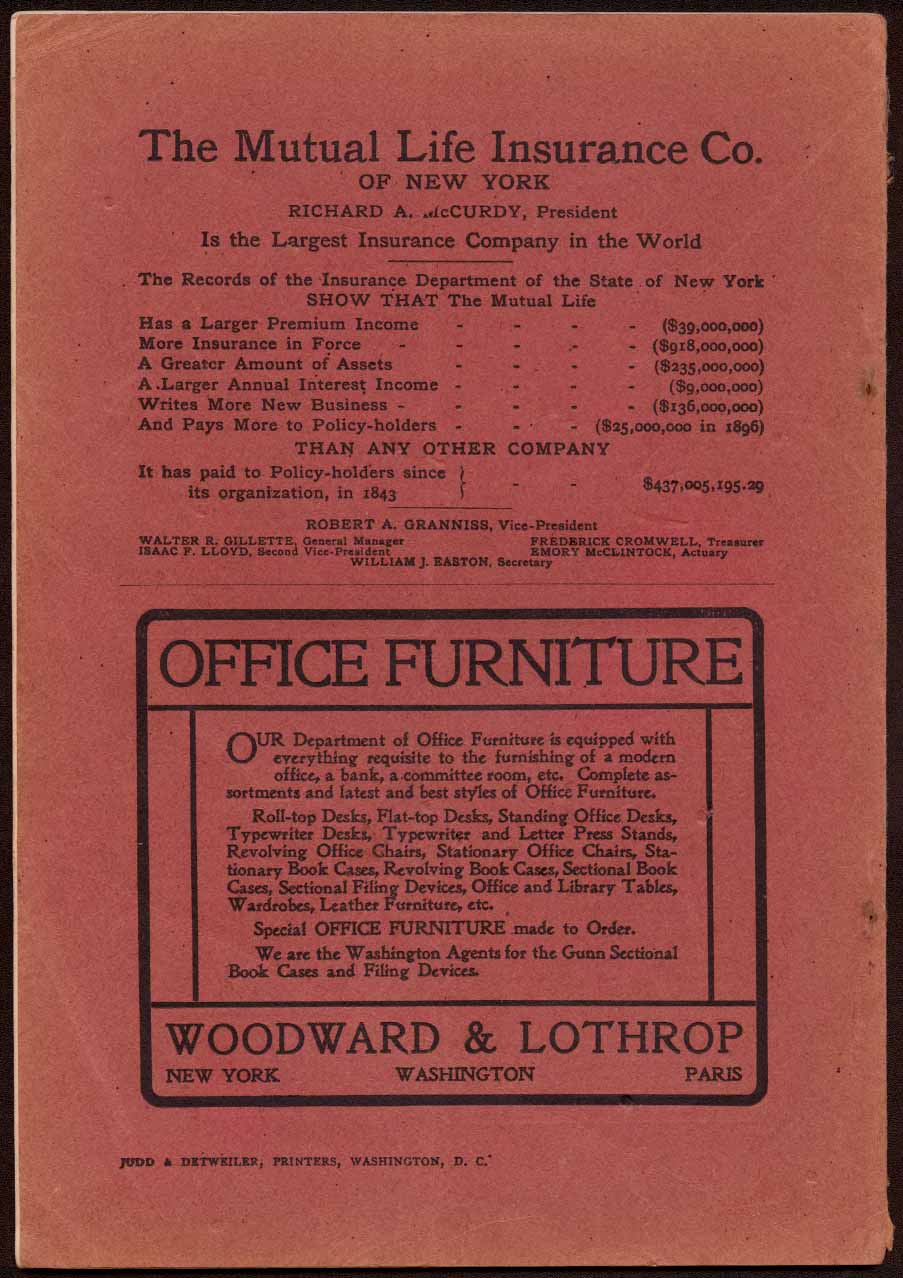 The Mutual Life Insurance Co.
OF NEW YORK
RICHARD A. McCURDY, President
Is the Largest Insurance Company in the World
The Records of the Insurance Department of the State of New York
SHOW THAT The Mutual Life
Has a Larger Premium Income - - - - ($39,000,000)
More Insurance in Force - - - - - ($918,000,000)
A Greater Amount of Assets - - - - ($235,000,000)
A Larger Annual Interest Income - - - - ($9,000,000)
Writes More New Business - - - - - ($136,000,000)
And Pays More to Policy-holders - - - ($25,000,000 in 1896)
THAN ANY OTHER COMPANY
It has paid to Policy-holders since }
its organization, in 1843 } - - $437,005,195.29
ROBERT A. GRANNISS, Vice-President
WALTER R. GILLETTE, General Manager FREDERICK CROMWELL, Treasurer
ISAAC F. LLOYD, Second Vice-President EMORY McCLINTOCK, Actuary
WILLIAM J. EASTON, Secretary
OFFICE FURNITURE
OUR Department of Office Furniture is equipped with
everything requisite to the furnishing of a modern
office, a bank, a committee room, etc. Complete as-
sortments and latest and best styles of Office Furniture.
Roll-top Desks, Flat-top Desks, Standing Office Desks,
Typewriter Desks, Typewriter and Letter Press Stands,
Revolving Office Chairs, Stationary Office Chairs, Sta-
tionary Book Cases, Revolving Book Cases, Sectional Book
Cases, Sectional Filing Devices, Office and Library Tables,
Wardrobes, Leather Furniture, etc.
Special OFFICE FURNITURE made to Order.
We are the Washington Agents for the Gunn Sectional
Book Cases and Filing Devices.
WOODWARD & LOTHROP
NEW YORK WASHINGTON PARIS
JUDD & DETWEILER, PRINTERS, WASHINGTON, D. C.